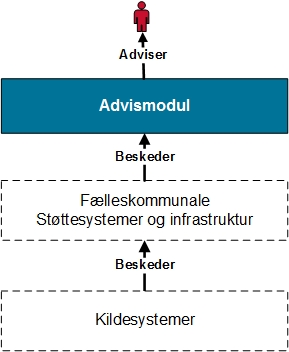 Adviser
Advismodul
Beskeder
Fælleskommunale
Støttesystemer og infrastruktur
Beskeder
Kildesystemer